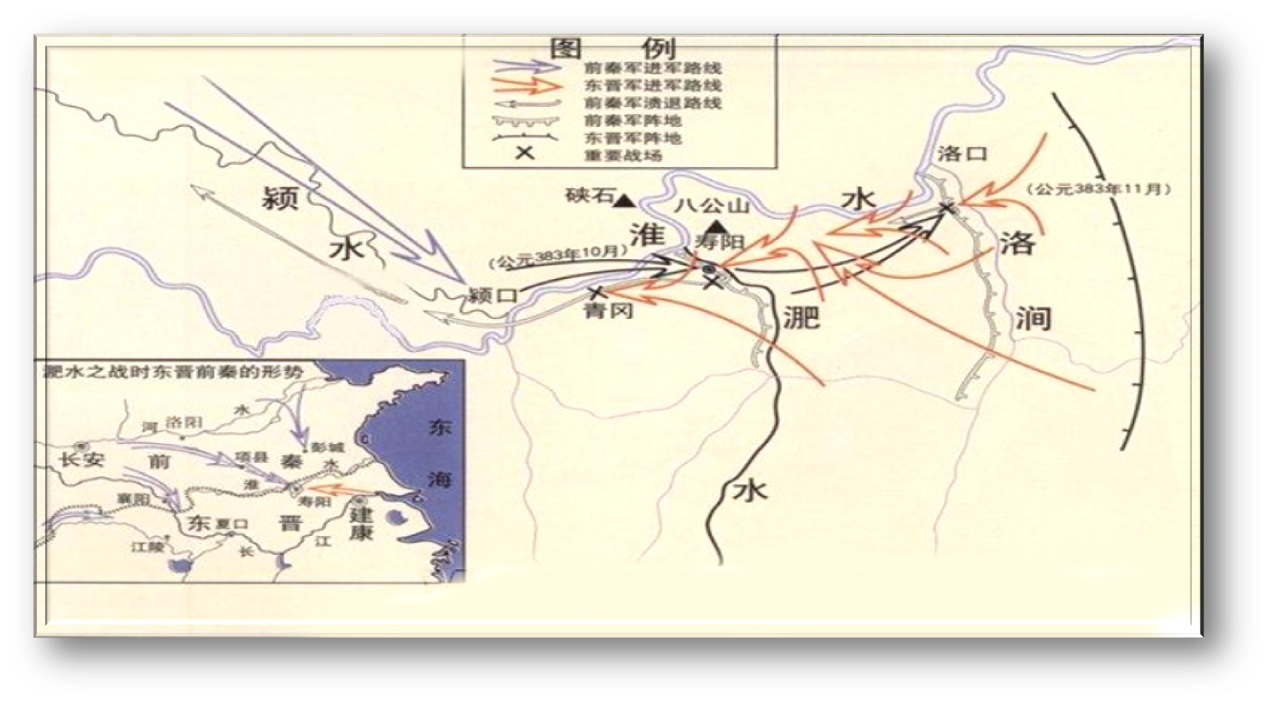 图 例
前秦军进军路线
东晋军进军路线
前秦军溃退路线
前秦军阵地
东晋军阵地
重要战场
洛口
(公元383年11月)
硖石
八公山
水
颍
水
淮
寿阳
洛
(公元383年10月)
颍口
青冈
淝
涧
水
淝水之战时东晋前秦的形势
河
洛阳
水
东
海
长安
前
项县
秦
彭城
水
淮
襄阳
寿阳
东
夏口
晋
建康
江陵
长
江